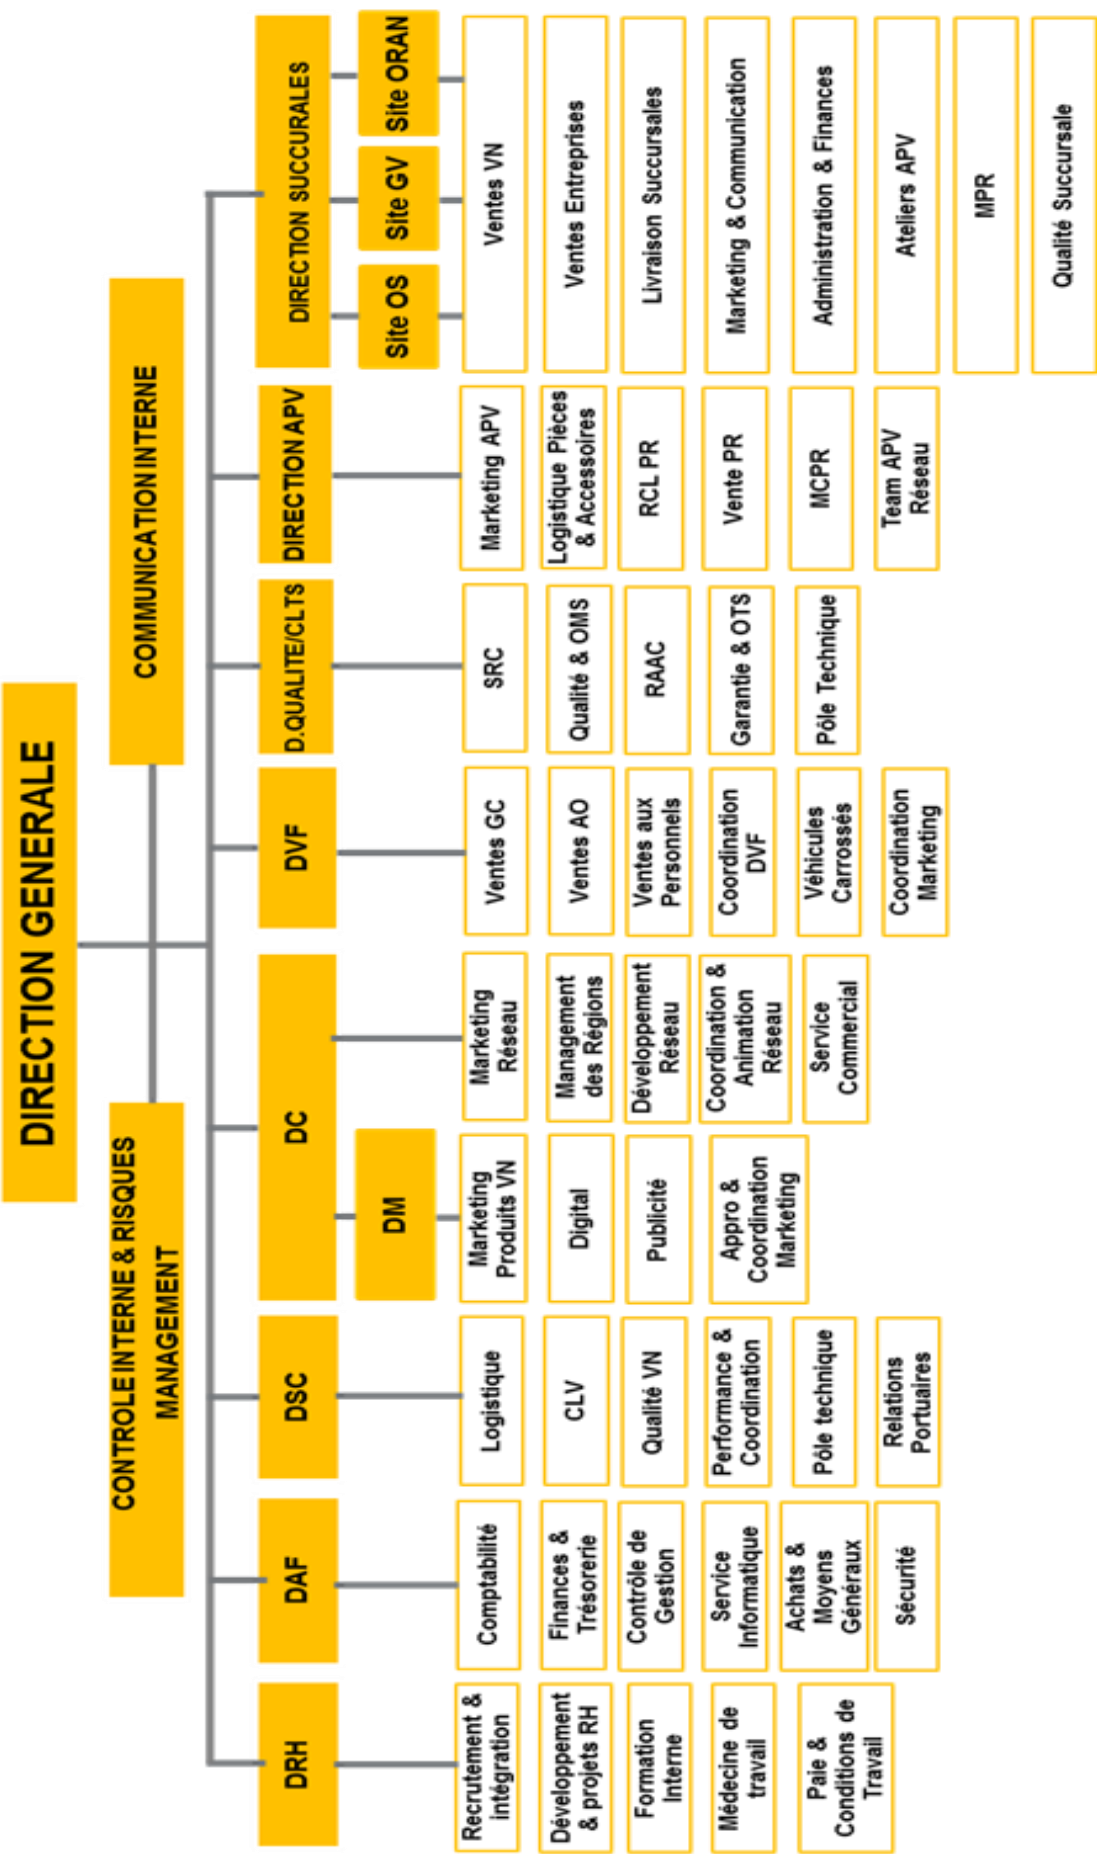 DIRECTION GENERALE
CONTROLE INTERNE & RISQUES
MANAGEMENT
COMMUNICATION INTERNE
DRH
Recrutement &
intégration
Développement
& projets RH
Formation
Interne
Médecine de
travail
Paie &
Conditions de
Travail
DAF
Comptabilité
Finances &
Trésorerie
Contrôle de
Gestion
Service
Informatique
Achats &
Moyens
Généraux
Sécurité
DSC
Logistique
CLV
Qualité VN
Performance &
Coordination
Pôle technique
Relations
Portuaires
DC
DM
Marketing
Produits VN
Digital
Publicité
Appro &
Coordination
Marketing
Marketing
Réseau
Management
des Régions
Développement
Réseau
Coordination &
Animation
Réseau
Service
Commercial
DVF
Ventes GC
Ventes AO
Ventes aux
Personnels
Coordination
DVF
Véhicules
Carrossés
Coordination
Marketing
D.QUALITE/CLTS
SRC
Qualité & OMS
RAAC
Garantie & OTS
Pôle Technique
DIRECTION APV
Marketing APV
Logistique Pièces
& Accessoires
RCL PR
Vente PR
MCPR
Team APV
Réseau
DIRECTION SUCCURALES
Site OS
Site GV
Site ORAN
Ventes VN
Ventes Entreprises
Livraison Succursales
Marketing & Communication
Administration & Finances
Ateliers APV
MPR
Qualité Succursale